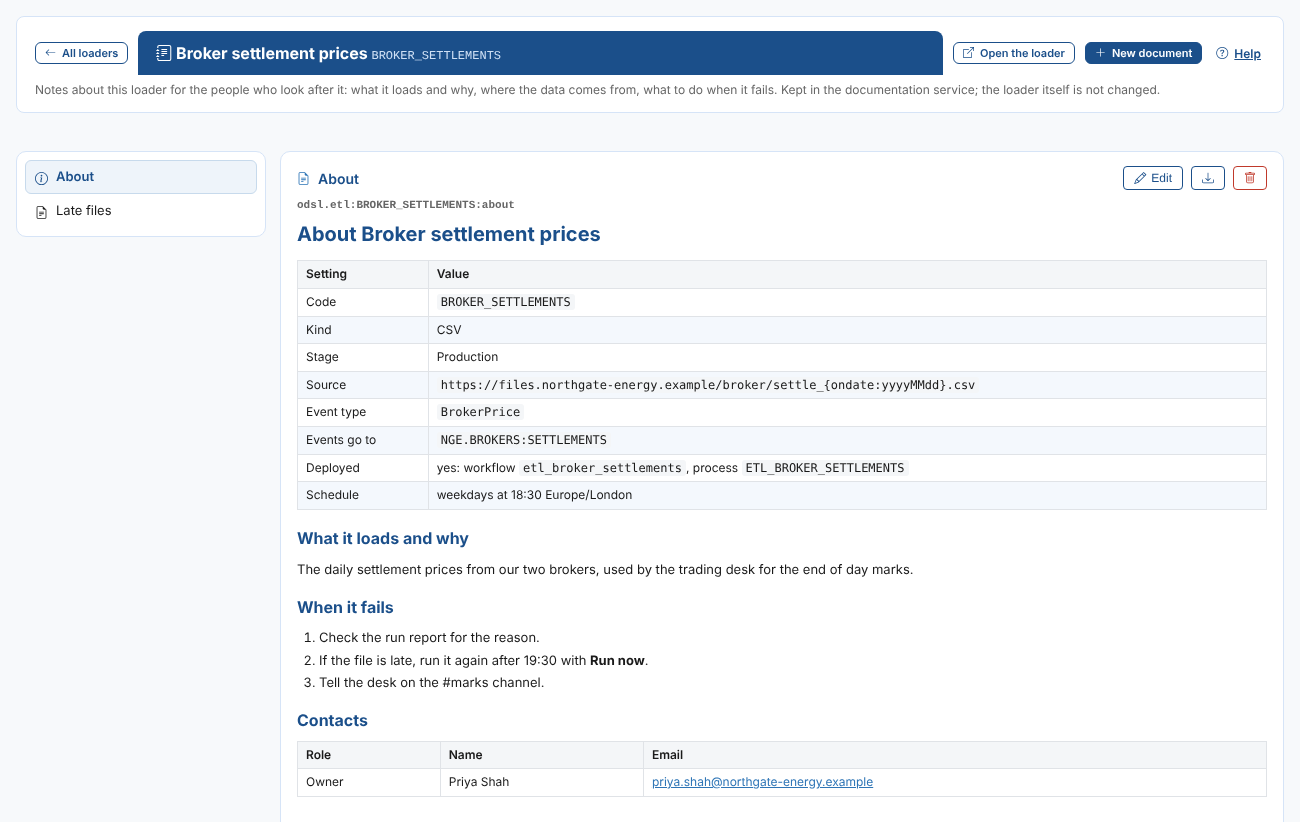 All loaders
Broker settlement prices BROKER_SETTLEMENTS
Open the loader
New document
Help
Notes about this loader for the people who look after it: what it loads and why, where the data comes from, what to do when it fails. Kept in the documentation service; the loader itself is not changed.
About
Late files
About
Edit
odsl.etl:BROKER_SETTLEMENTS:about
About Broker settlement prices
Setting Value
Code BROKER_SETTLEMENTS
Kind CSV
Stage Production
Source https://files.northgate-energy.example/broker/settle_{ondate:yyyyMMdd}.csv
Event type BrokerPrice
Events go to NGE.BROKERS:SETTLEMENTS
Deployed yes: workflow etl_broker_settlements, process ETL_BROKER_SETTLEMENTS
Schedule weekdays at 18:30 Europe/London
What it loads and why
The daily settlement prices from our two brokers, used by the trading desk for the end of day marks.
When it fails
1. Check the run report for the reason.
2. If the file is late, run it again after 19:30 with Run now.
3. Tell the desk on the #marks channel.
Contacts
Role Name Email
Owner Priya Shah priya.shah@northgate-energy.example